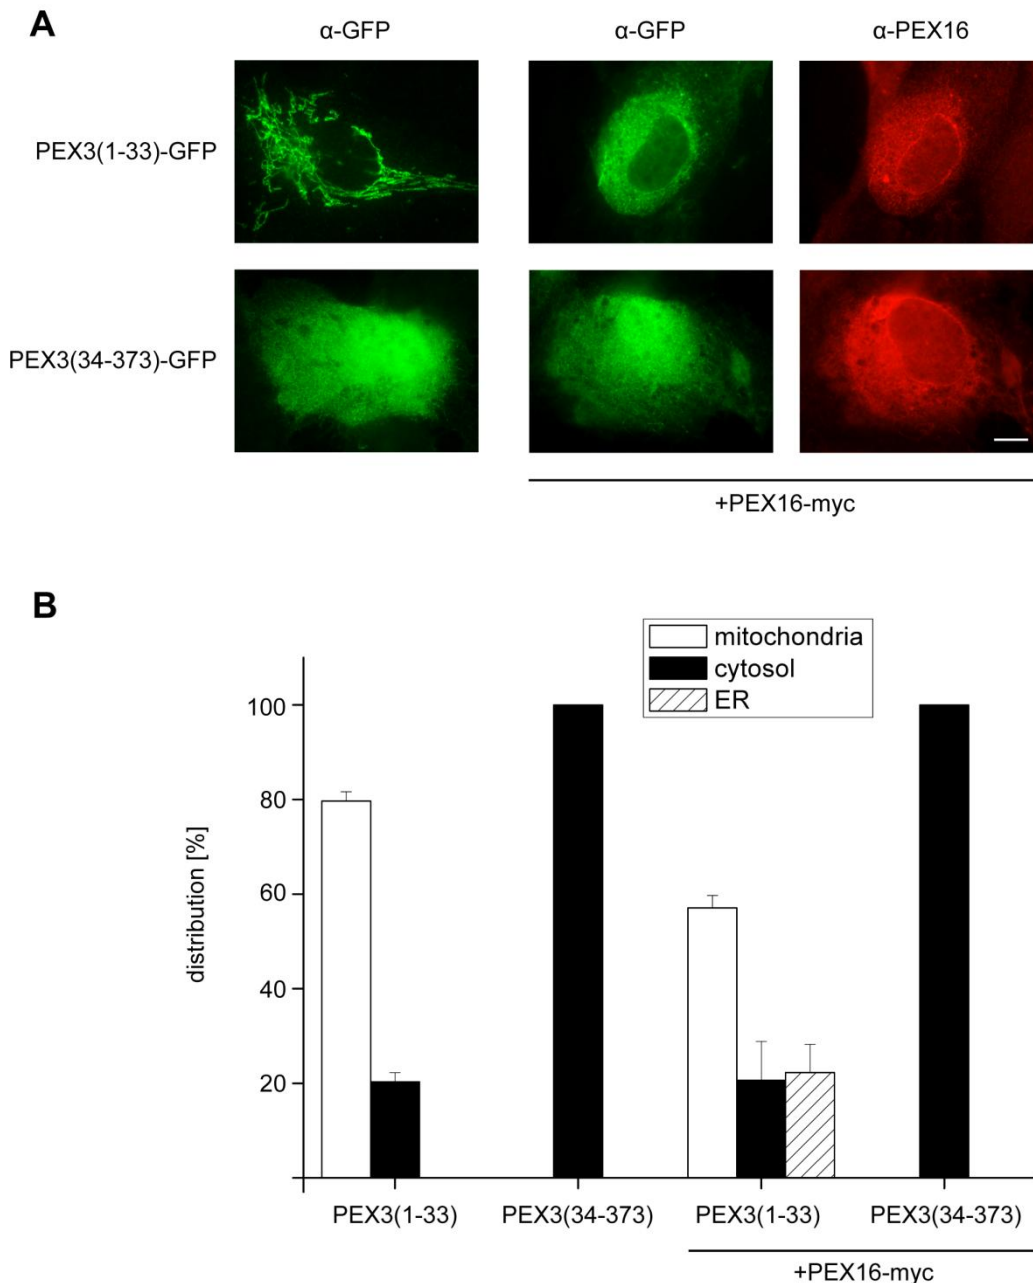 A
α-GFP α-GFP α-PEX16
PEX3(1-33)-GFP
PEX3(34-373)-GFP
+PEX16-myc
B
mitochondria
cytosol
ER
distribution [%]
100
80
60
40
20
PEX3(1-33) PEX3(34-373) PEX3(1-33) PEX3(34-373)
+PEX16-myc